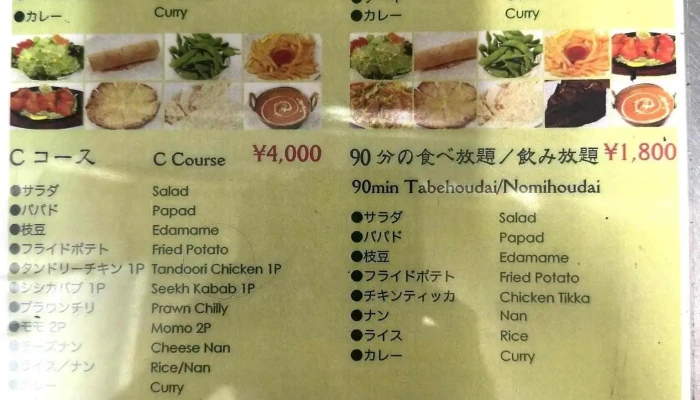 ●カレー Curry
●カレー Curry
C コース C Course ¥4,000
●サラダ Salad
●パパド Papad
●枝豆 Edamame
●フライドポテト Fried Potato
●タンドリーチキン 1P Tandoori Chicken 1P
●シシカバブ 1P Seekh Kabab 1P
●プラウンチリ Prawn Chilly
●モモ 2P Momo 2P
●チーズナン Cheese Nan
●ライス／ナン Rice/Nan
●カレー Curry
90 分の食べ放題／飲み放題 ¥1,800
90min Tabehoudai/Nomihoudai
●サラダ Salad
●パパド Papad
●枝豆 Edamame
●フライドポテト Fried Potato
●チキンティッカ Chicken Tikka
●ナン Nan
●ライス Rice
●カレー Curry